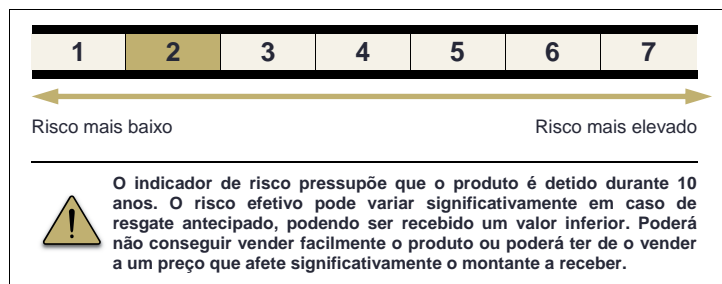 1 2 3 4 5 6 7
Risco mais baixo Risco mais elevado
O indicador de risco pressupõe que o produto é detido durante 10
anos. O risco efetivo pode variar significativamente em caso de
resgate antecipado, podendo ser recebido um valor inferior. Poderá
não conseguir vender facilmente o produto ou poderá ter de o vender
a um preço que afete significativamente o montante a receber.